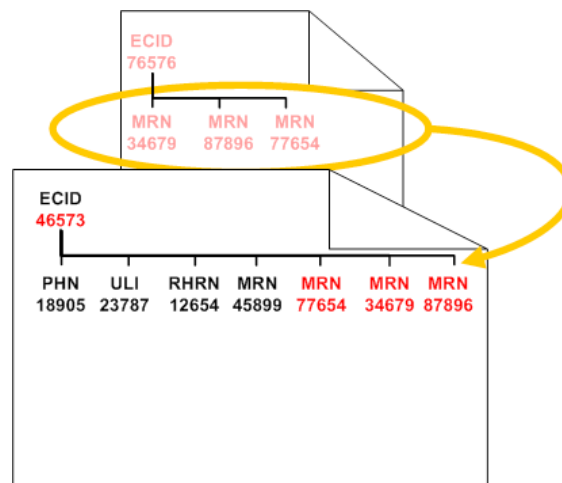 ECID
76576
MRN MRN MRN
34679 87896 77654
ECID
46573
PHN ULI RHRN MRN MRN MRN MRN
18905 23787 12654 45899 77654 34679 87896